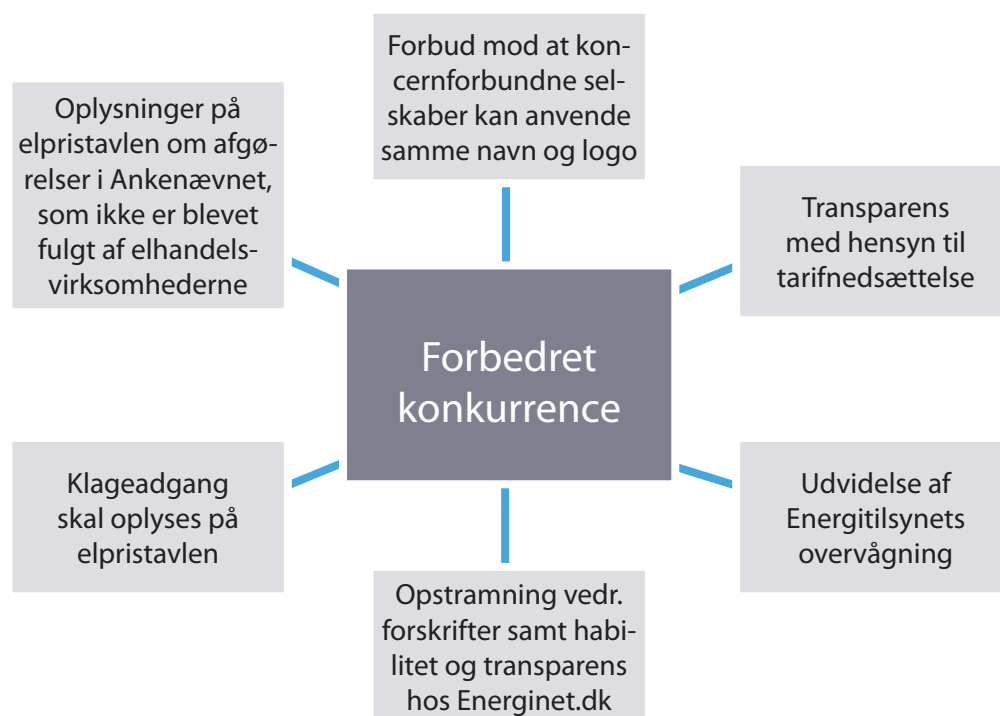 Forbud mod at kon-
cernforbundne sel-
skaber kan anvende
samme navn og logo
Oplysninger på
elpristavlen om afgø-
relser i Ankenævnet,
som ikke er blevet
fulgt af elhandels-
virksomhederne
Transparens
med hensyn til
tarifnedsættelse
Forbedret
konkurrence
Klageadgang
skal oplyses på
elpristavlen
Udvidelse af
Energitilsynets
overvågning
Opstramning vedr.
forskrifter samt habi-
litet og transparens
hos Energinet.dk